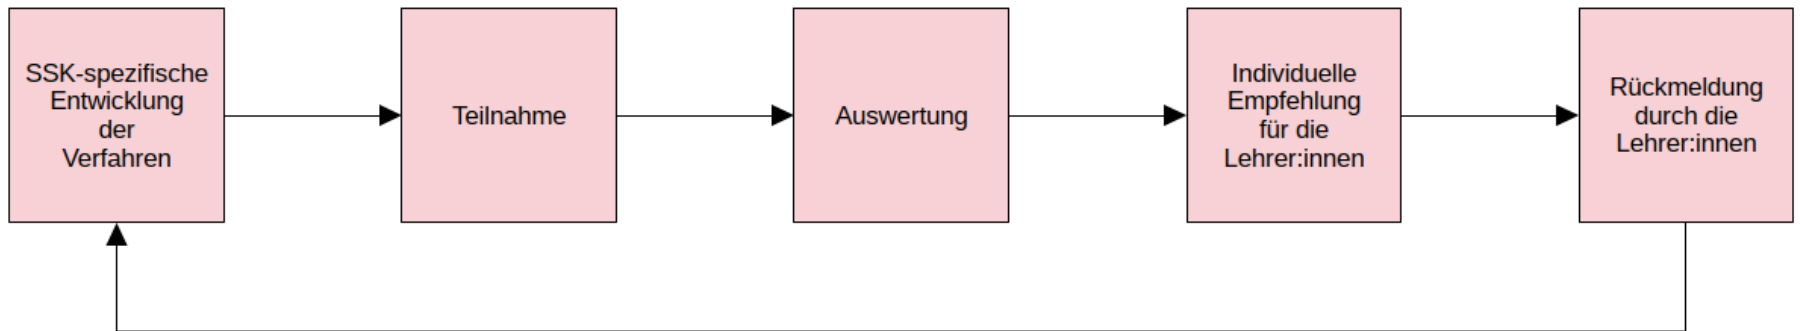 SSK-spezifische
Entwicklung
der
Verfahren
Teilnahme
Auswertung
Individuelle
Empfehlung
für die
Lehrer:innen
Rückmeldung
durch die
Lehrer:innen